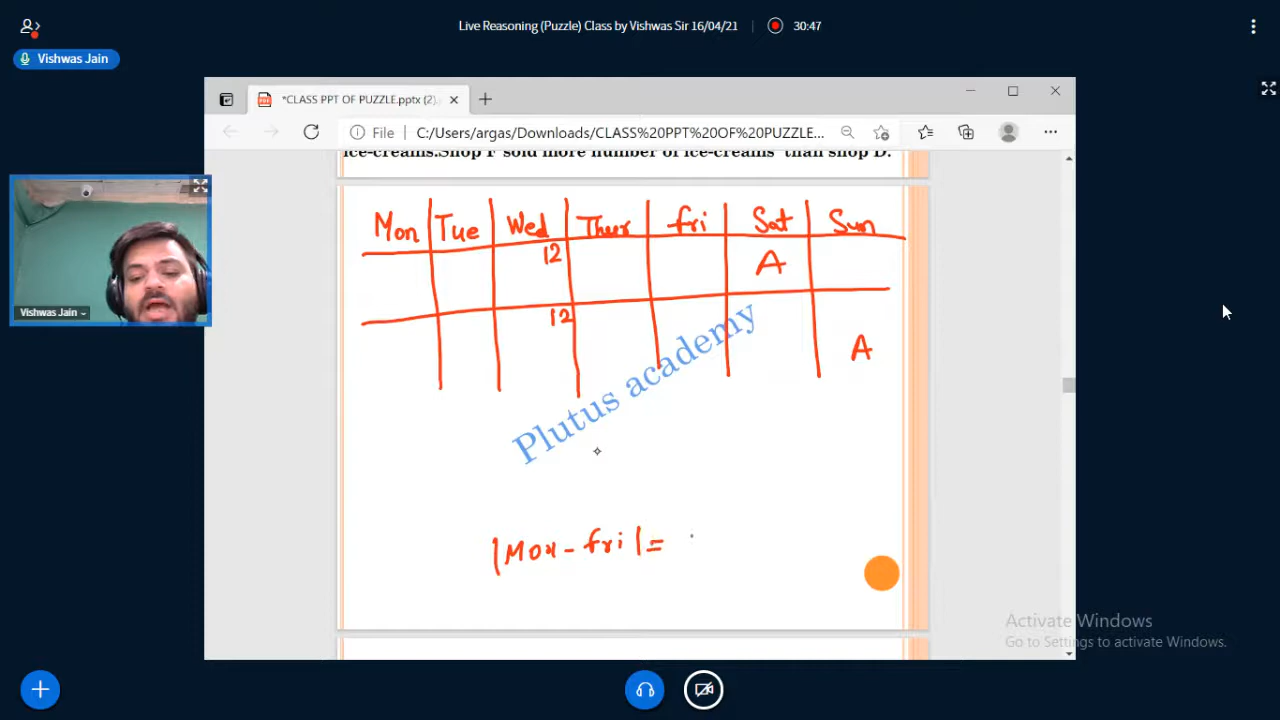 Live Reasoning (Puzzle) Class by Vishwas Sir 16/04/21
30:47
Vishwas Jain
*CLASS PPT OF PUZZLE.pptx (2).
File
C:/Users/argas/Downloads/CLASS%20PPT%20OF%20PUZZLE...
ice-creams.Shop F sold more number of ice-creams than shop D.
Mon Tue Wed Thur fri Sat Sun
12 A
12
A
Plutus academy
|Mon - fri| =
Vishwas Jain
Activate Windows
Go to Settings to activate Windows.